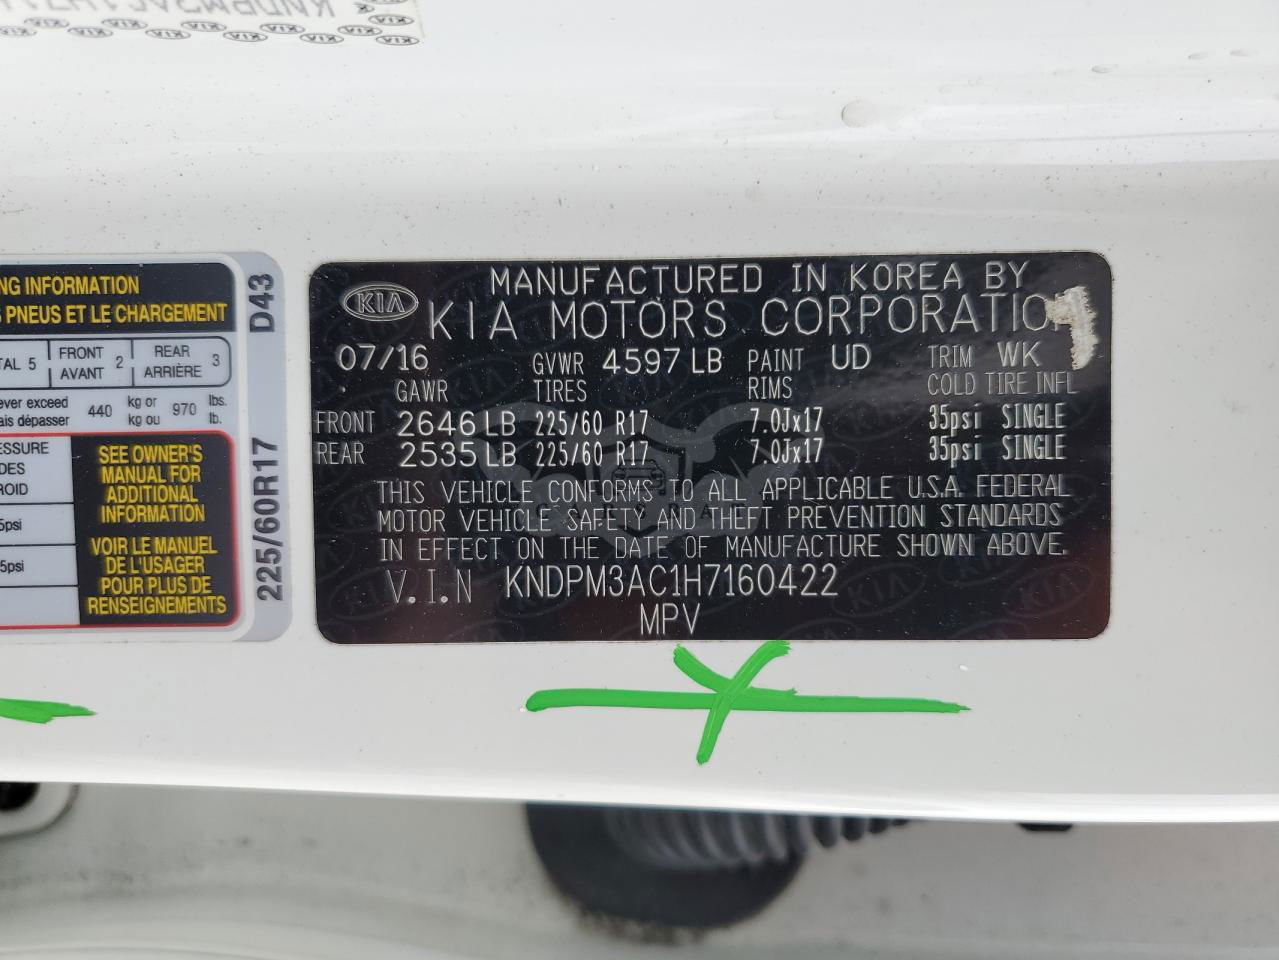 KNDPM3AC1H71
NG INFORMATION
S PNEUS ET LE CHARGEMENT
TAL 5 FRONT AVANT 2 REAR ARRIÈRE 3
ever exceed
ais dépasser 440 kg or kg ou 970 lbs. lb.
ESSURE
DES
ROID
5psi
5psi
SEE OWNER'S
MANUAL FOR
ADDITIONAL
INFORMATION
VOIR LE MANUEL
DE L'USAGER
POUR PLUS DE
RENSEIGNEMENTS
225/60R17 D43
MANUFACTURED IN KOREA BY
KIA KIA MOTORS CORPORATION
07/16 GVWR 4597 LB PAINT UD TRIM WK
GAWR TIRES RIMS COLD TIRE INFL
FRONT 2646 LB 225/60 R17 7.0Jx17 35psi SINGLE
REAR 2535 LB 225/60 R17 7.0Jx17 35psi SINGLE
THIS VEHICLE CONFORMS TO ALL APPLICABLE U.S.A. FEDERAL
MOTOR VEHICLE SAFETY AND THEFT PREVENTION STANDARDS
IN EFFECT ON THE DATE OF MANUFACTURE SHOWN ABOVE.
V.I.N KNDPM3AC1H7160422
MPV